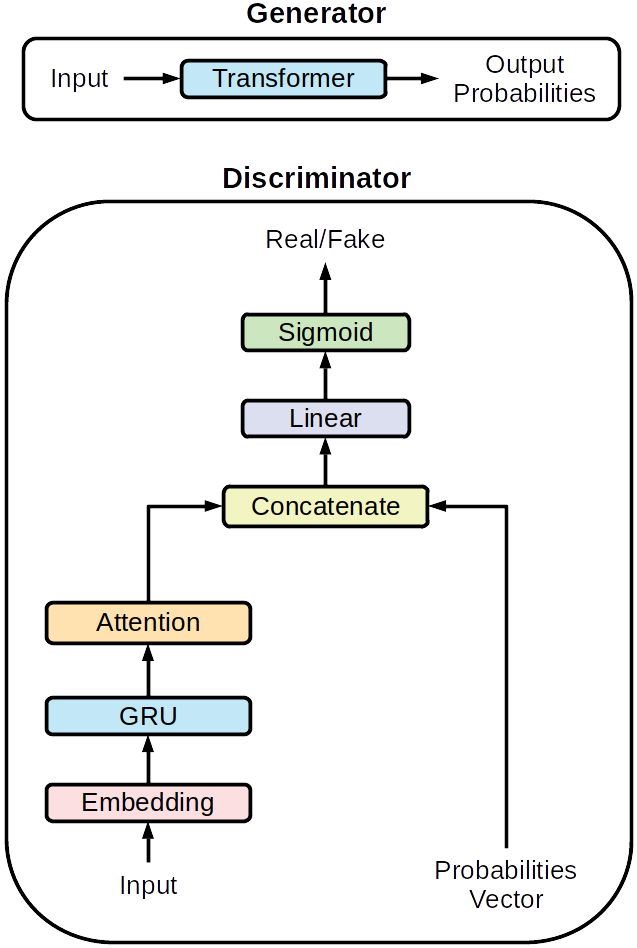 Generator
Input
Transformer
Output
Probabilities
Discriminator
Real/Fake
Sigmoid
Linear
Concatenate
Attention
GRU
Embedding
Input
Probabilities
Vector